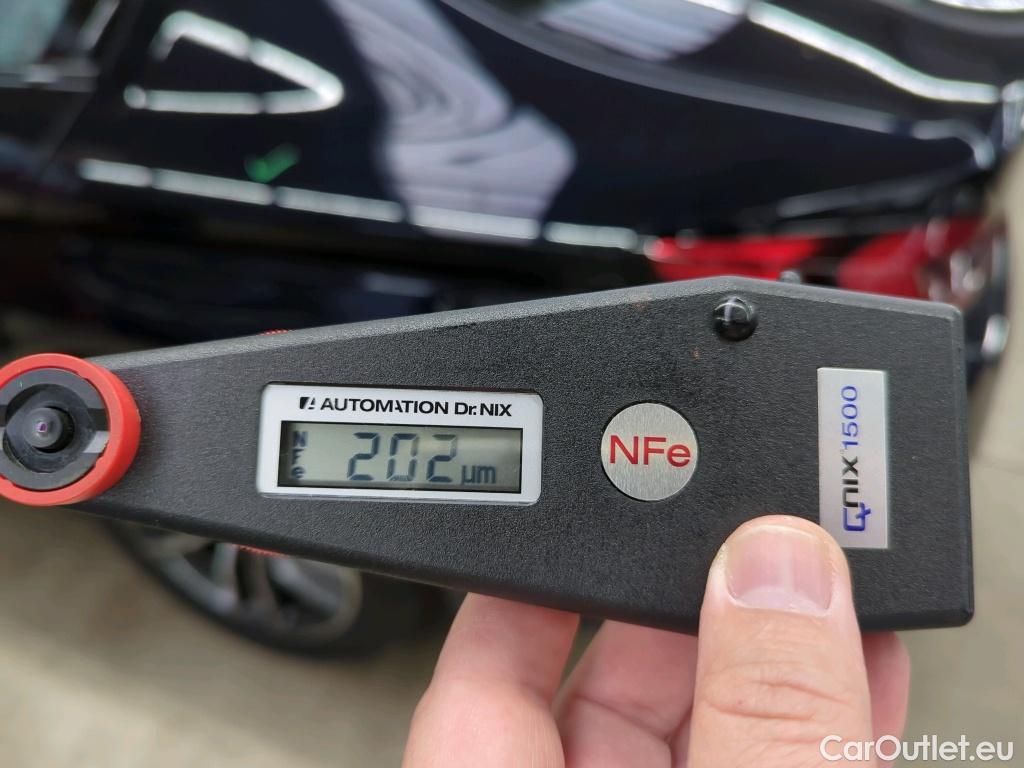 AUTOMATION Dr. NIX
NFe 202 µm
NFe
QNIX® 1500
CarOutlet.eu